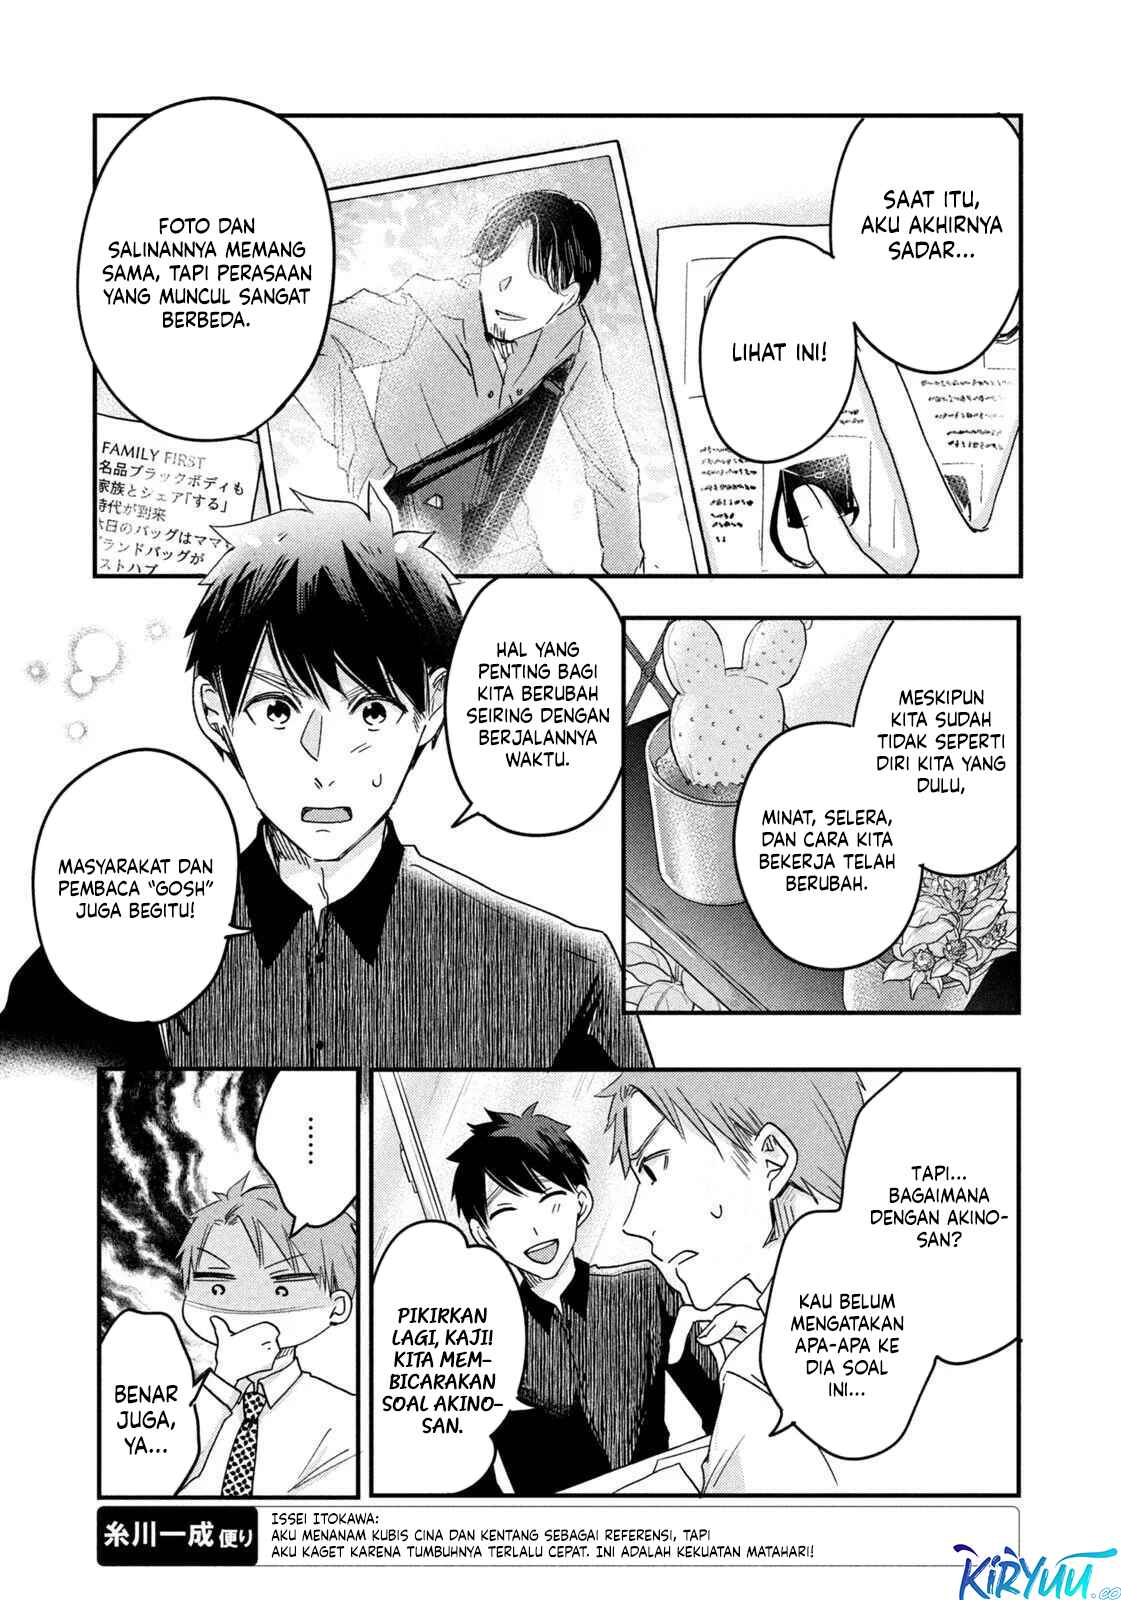 SAAT ITU,
AKU AKHIRNYA
SADAR...
LIHAT INI!
FOTO DAN
SALINANNYA MEMANG
SAMA, TAPI PERASAAN
YANG MUNCUL SANGAT
BERBEDA.
FAMILY FIRST
名品ブラックボディも
家族とシェア「する」
時代が到来
休日のバッグはママも
ブランドバッグが
ストハブ
MESKIPUN
KITA SUDAH
TIDAK SEPERTI
DIRI KITA YANG
DULU,
MINAT, SELERA,
DAN CARA KITA
BEKERJA TELAH
BERUBAH.
HAL YANG
PENTING BAGI
KITA BERUBAH
SEIRING DENGAN
BERJALANNYA
WAKTU.
MASYARAKAT DAN
PEMBACA “GOSH”
JUGA BEGITU!
TAPI...
BAGAIMANA
DENGAN AKINO-
SAN?
KAU BELUM
MENGATAKAN
APA-APA KE
DIA SOAL
INI...
PIKIRKAN
LAGI, KAJI!
KITA MEM-
BICARAKAN
SOAL AKINO-
SAN.
......
BENAR
JUGA,
YA...
糸川一成 便り
ISSEI ITOKAWA:
AKU MENANAM KUBIS CINA DAN KENTANG SEBAGAI REFERENSI, TAPI
AKU KAGET KARENA TUMBUHNYA TERLALU CEPAT. INI ADALAH KEKUATAN MATAHARI!
KIRYUU.co